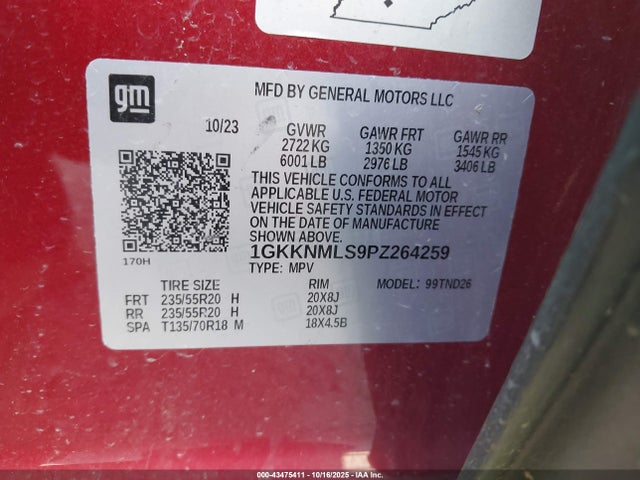 gm
MFD BY GENERAL MOTORS LLC
10/23 GVWR GAWR FRT GAWR RR
2722 KG 1350 KG 1545 KG
6001 LB 2976 LB 3406 LB
THIS VEHICLE CONFORMS TO ALL
APPLICABLE U.S. FEDERAL MOTOR
VEHICLE SAFETY STANDARDS IN EFFECT
ON THE DATE OF MANUFACTURE
SHOWN ABOVE.
170H
1GKKNMLS9PZ264259
TYPE: MPV
TIRE SIZE RIM MODEL: 99TND26
FRT 235/55R20 H 20X8J
RR 235/55R20 H 20X8J
SPA T135/70R18 M 18X4.5B
© 00-43475411 - 10/16/2025 - IAAI.COM